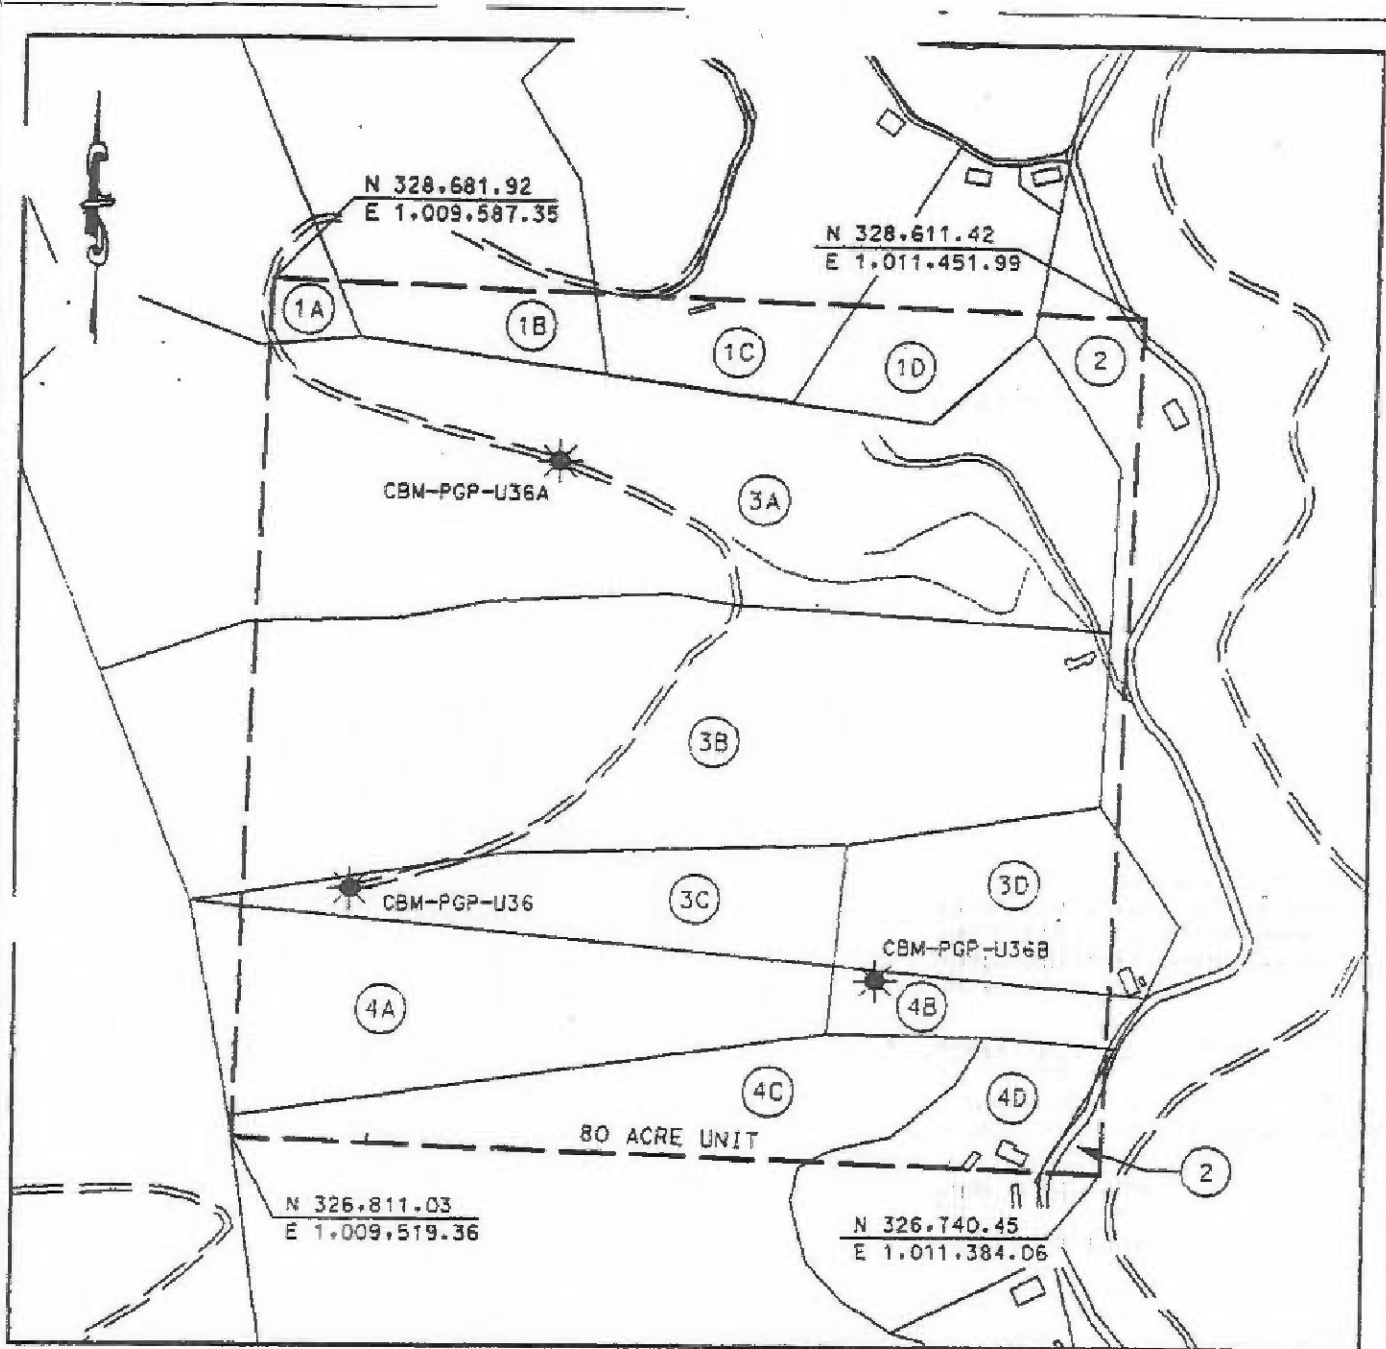 N 328,681.92
E 1,009,587.35
N 328,611.42
E 1,011,451.99
1A
1B
1C
1D
2
CBM-PGP-U36A
3A
3B
CBM-PGP-U36
3C
3D
CBM-PGP-U36B
4A
4B
4C
4D
80 ACRE UNIT
2
N 326,811.03
E 1,009,519.36
N 326,740.45
E 1,011,384.06